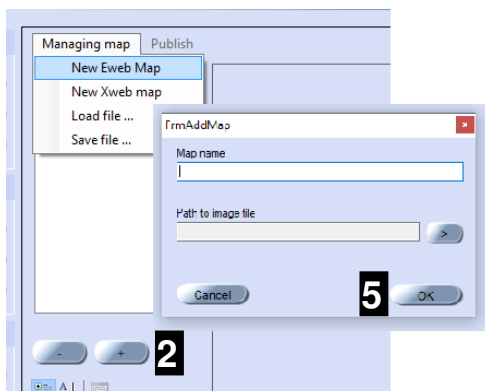 Managing map Publish
New Eweb Map
New Xweb map
Load file ...
Save file ...
FrmAddMap
Map name
Path to image file
>
Cancel
5
OK
-
+
2